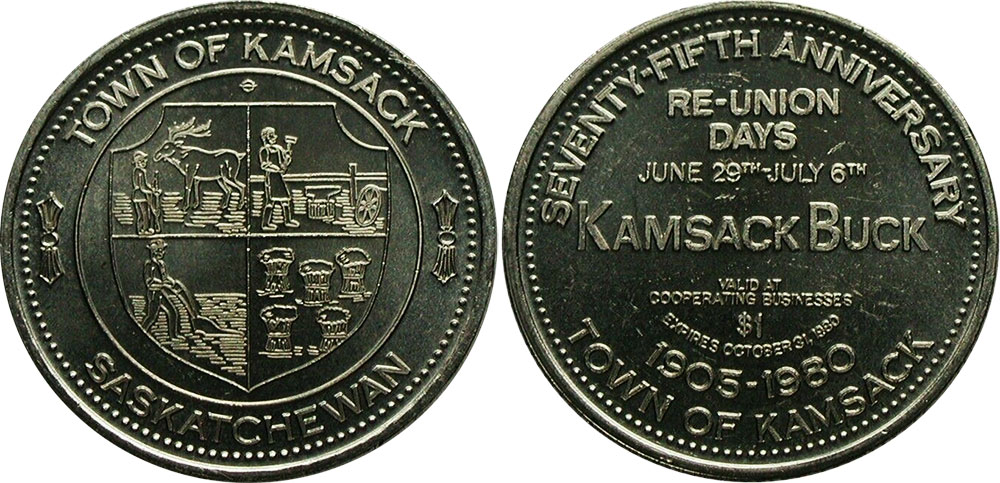 TOWN OF KAMSACK
SASKATCHEWAN
SEVENTY-FIFTH ANNIVERSARY
RE-UNION
DAYS
JUNE 29TH-JULY 6TH
KAMSACK BUCK
VALID AT
COOPERATING BUSINESSES
$1
EXPIRES OCTOBER 31, 1980
1905-1980
TOWN OF KAMSACK